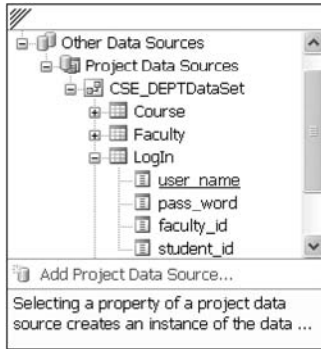 Other Data Sources
Project Data Sources
CSE_DEPTDataSet
Course
Faculty
LogIn
user_name
pass_word
faculty_id
student_id
Add Project Data Source...
Selecting a property of a project data
source creates an instance of the data ...